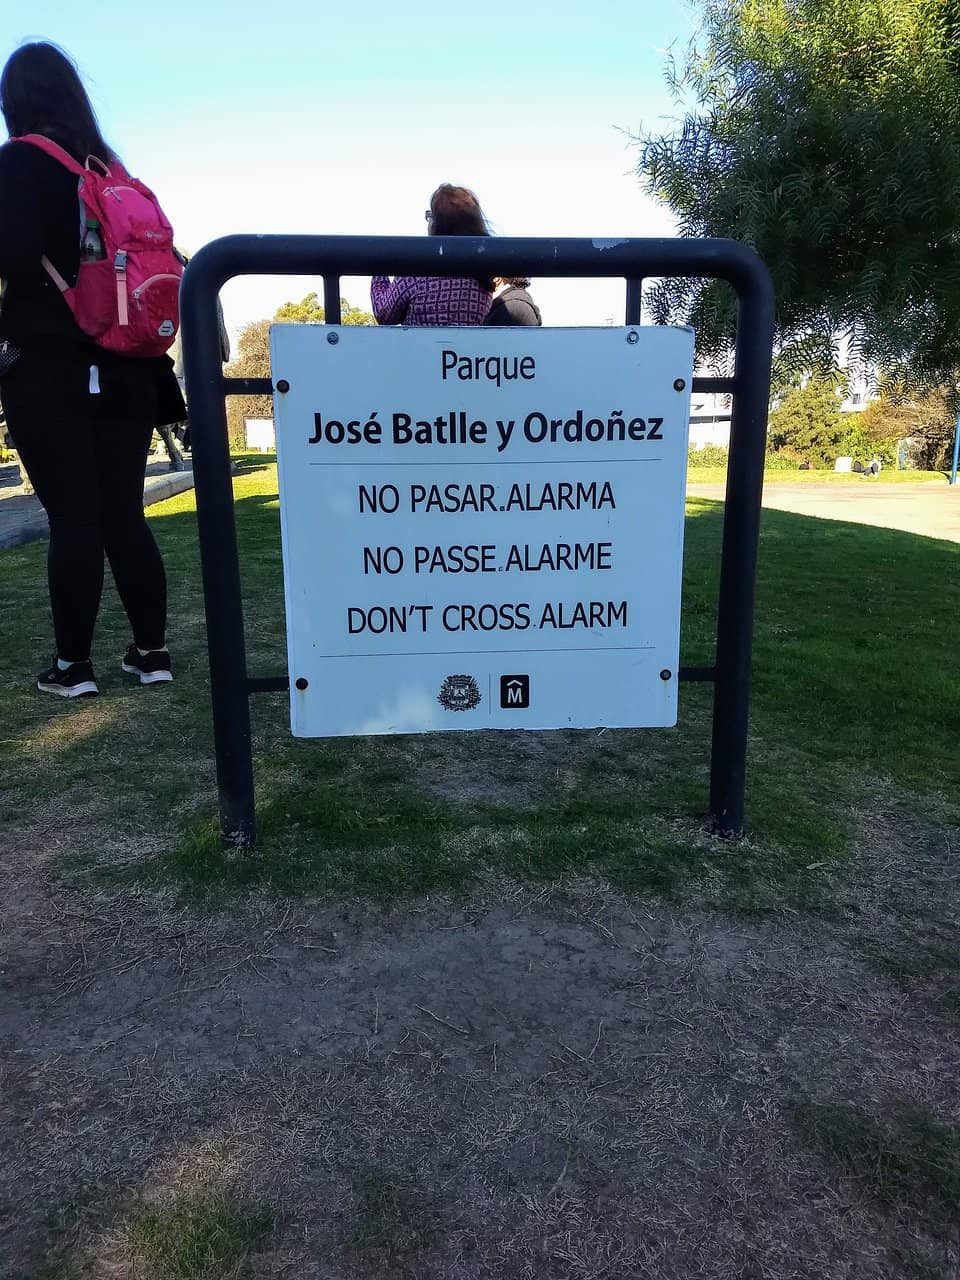 Parque
José Batlle y Ordoñez
NO PASAR.ALARMA
NO PASSE.ALARME
DON'T CROSS.ALARM
M